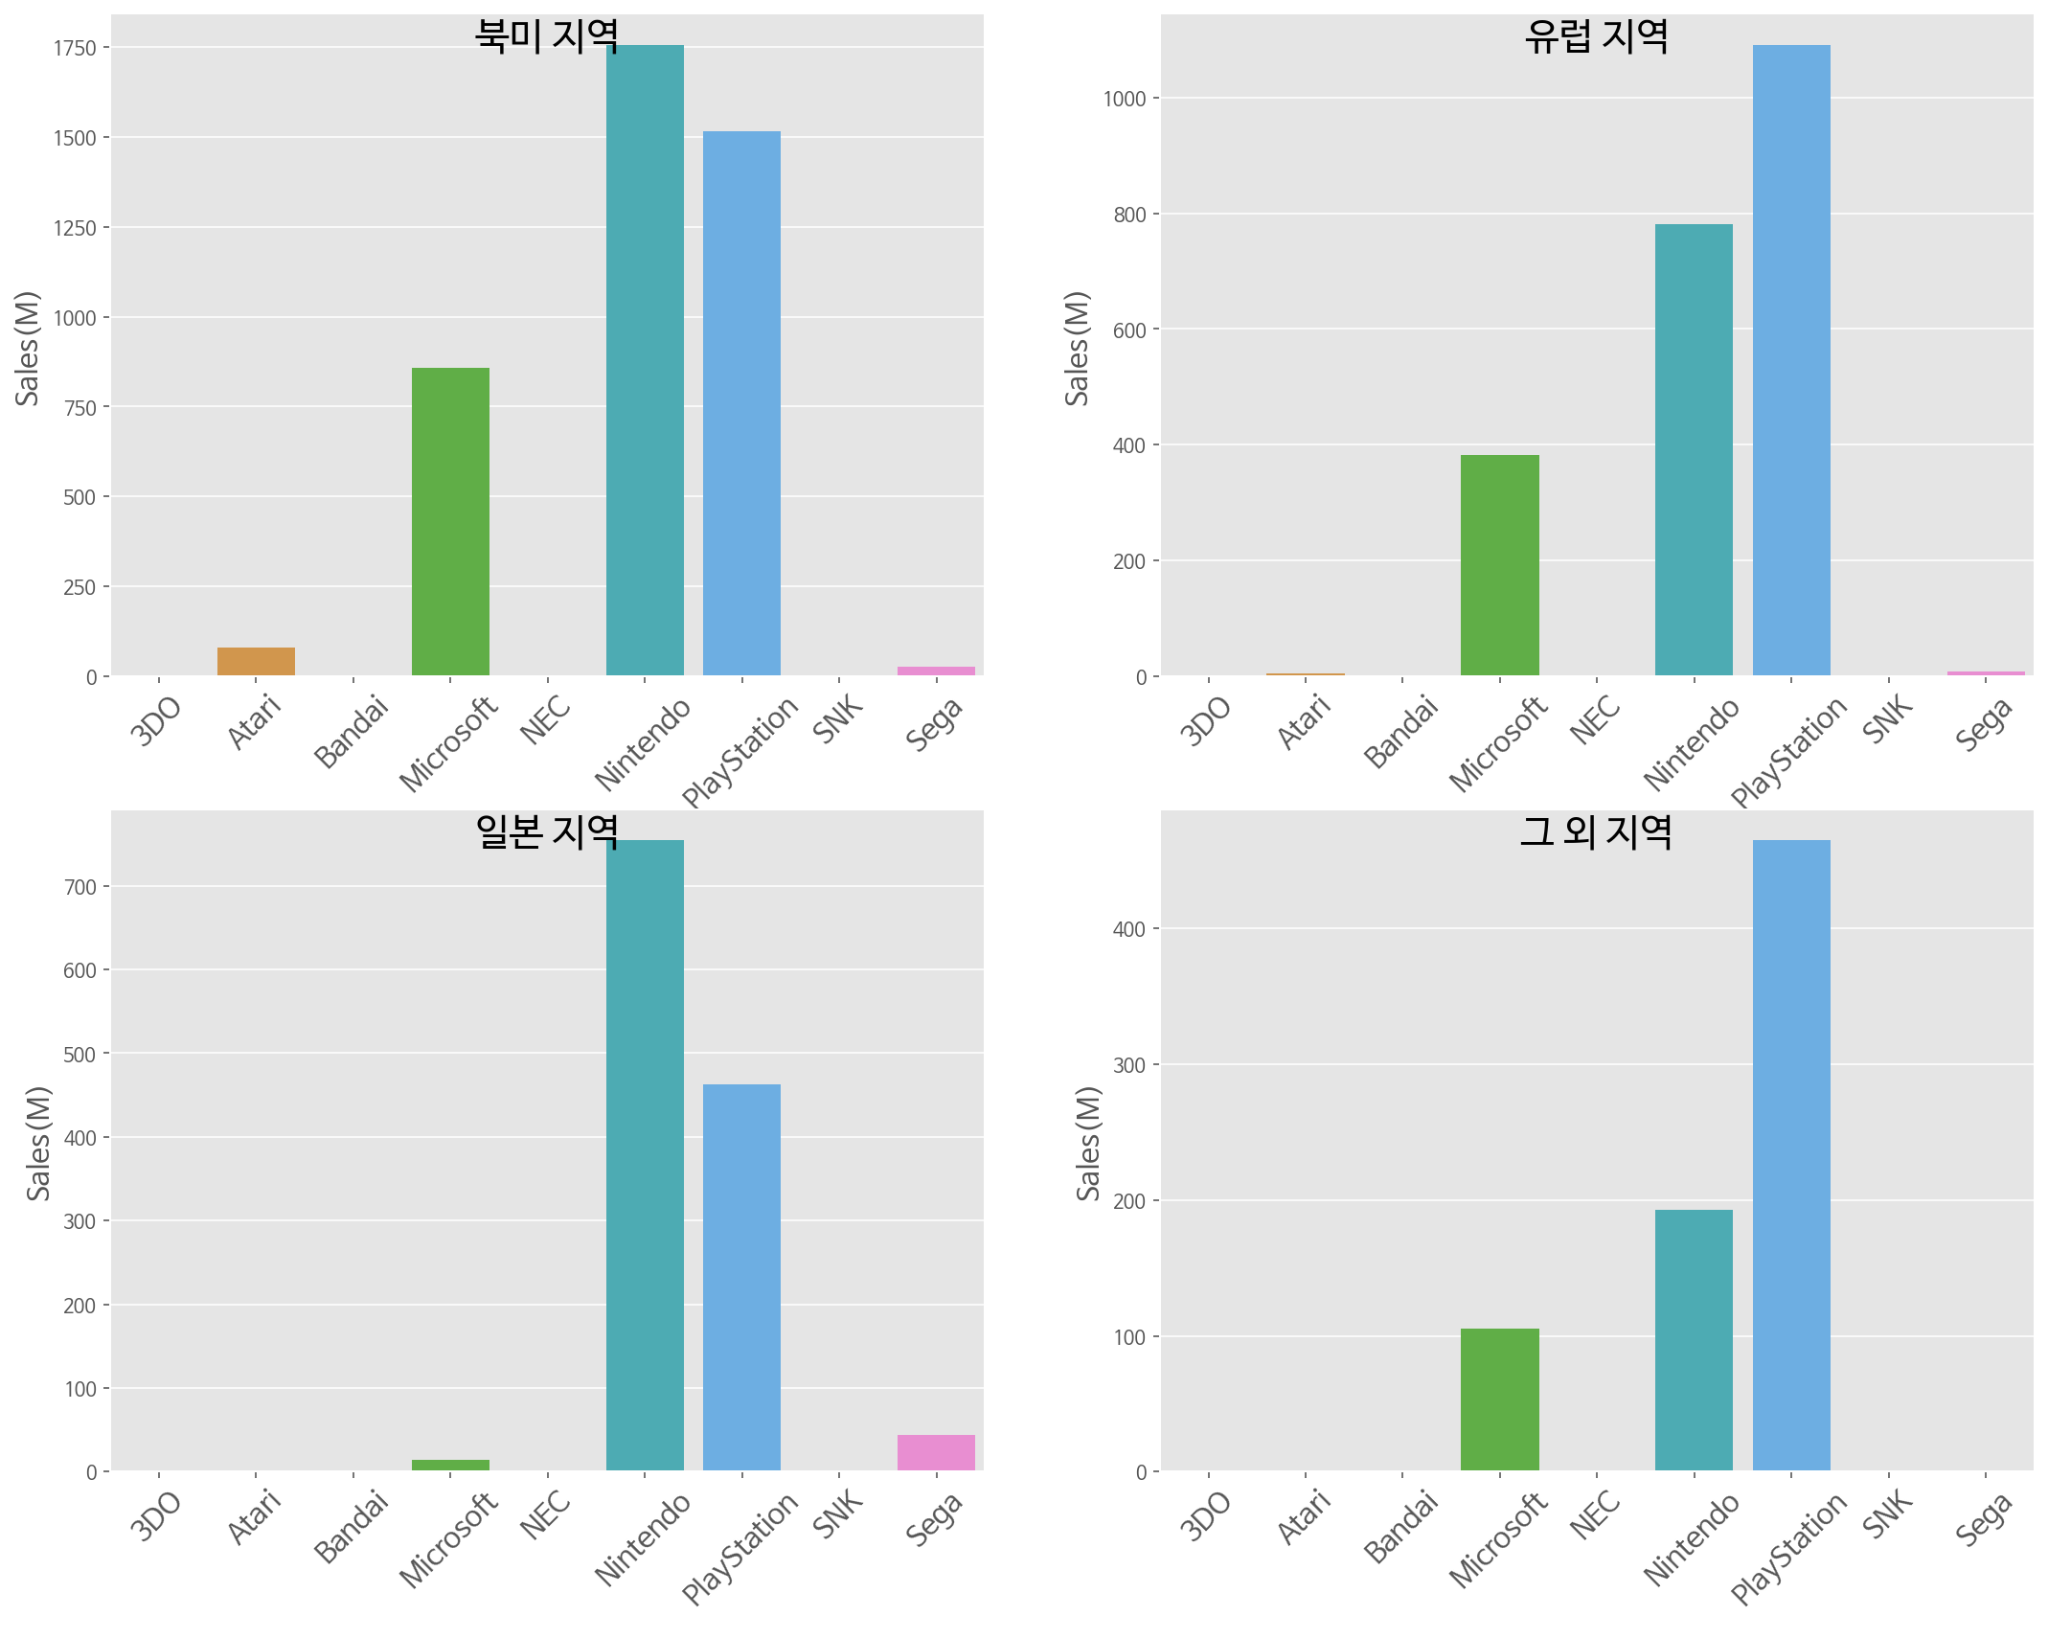 북미 지역
Sales(M)
1750
1500
1250
1000
750
500
250
0
3DO
Atari
Bandai
Microsoft
NEC
Nintendo
PlayStation
SNK
Sega
유럽 지역
Sales(M)
1000
800
600
400
200
0
3DO
Atari
Bandai
Microsoft
NEC
Nintendo
PlayStation
SNK
Sega
일본 지역
Sales(M)
700
600
500
400
300
200
100
0
3DO
Atari
Bandai
Microsoft
NEC
Nintendo
PlayStation
SNK
Sega
그 외 지역
Sales(M)
400
300
200
100
0
3DO
Atari
Bandai
Microsoft
NEC
Nintendo
PlayStation
SNK
Sega